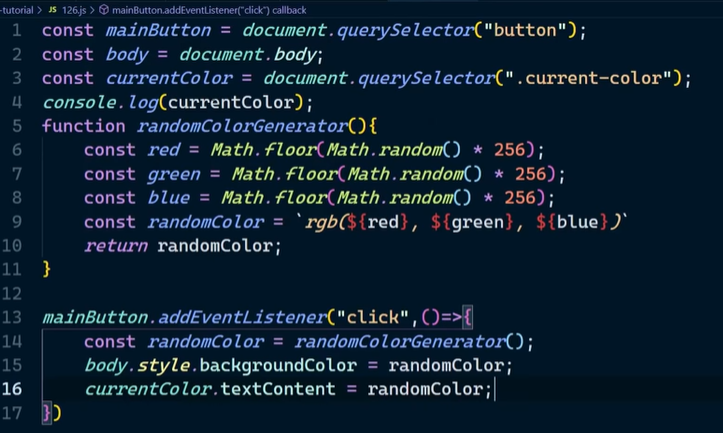 -tutorial > JS 126.js > mainButton.addEventListener("click") callback
1 const mainButton = document.querySelector("button");
2 const body = document.body;
3 const currentColor = document.querySelector(".current-color");
4 console.log(currentColor);
5 function randomColorGenerator(){
6     const red = Math.floor(Math.random() * 256);
7     const green = Math.floor(Math.random() * 256);
8     const blue = Math.floor(Math.random() * 256);
9     const randomColor = `rgb(${red}, ${green}, ${blue})`
10     return randomColor;
11 }
12
13 mainButton.addEventListener("click",()=>{
14     const randomColor = randomColorGenerator();
15     body.style.backgroundColor = randomColor;
16     currentColor.textContent = randomColor;
17 })